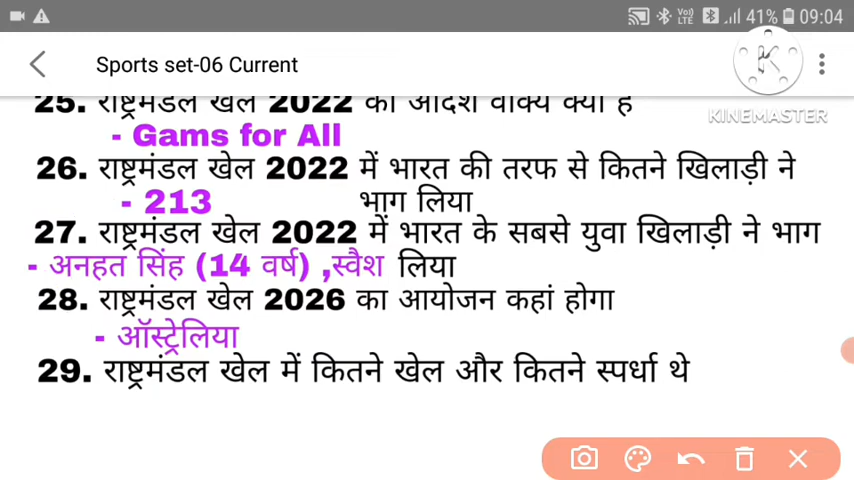 41% 09:04
Sports set-06 Current
KINEMASTER
25. राष्ट्रमंडल खेल 2022 का आदर्श वाक्य क्या है
- Gams for All
26. राष्ट्रमंडल खेल 2022 में भारत की तरफ से कितने खिलाड़ी ने
- 213 भाग लिया
27. राष्ट्रमंडल खेल 2022 में भारत के सबसे युवा खिलाड़ी ने भाग
- अनहत सिंह (14 वर्ष) ,स्वैश लिया
28. राष्ट्रमंडल खेल 2026 का आयोजन कहां होगा
- ऑस्ट्रेलिया
29. राष्ट्रमंडल खेल में कितने खेल और कितने स्पर्धा थे